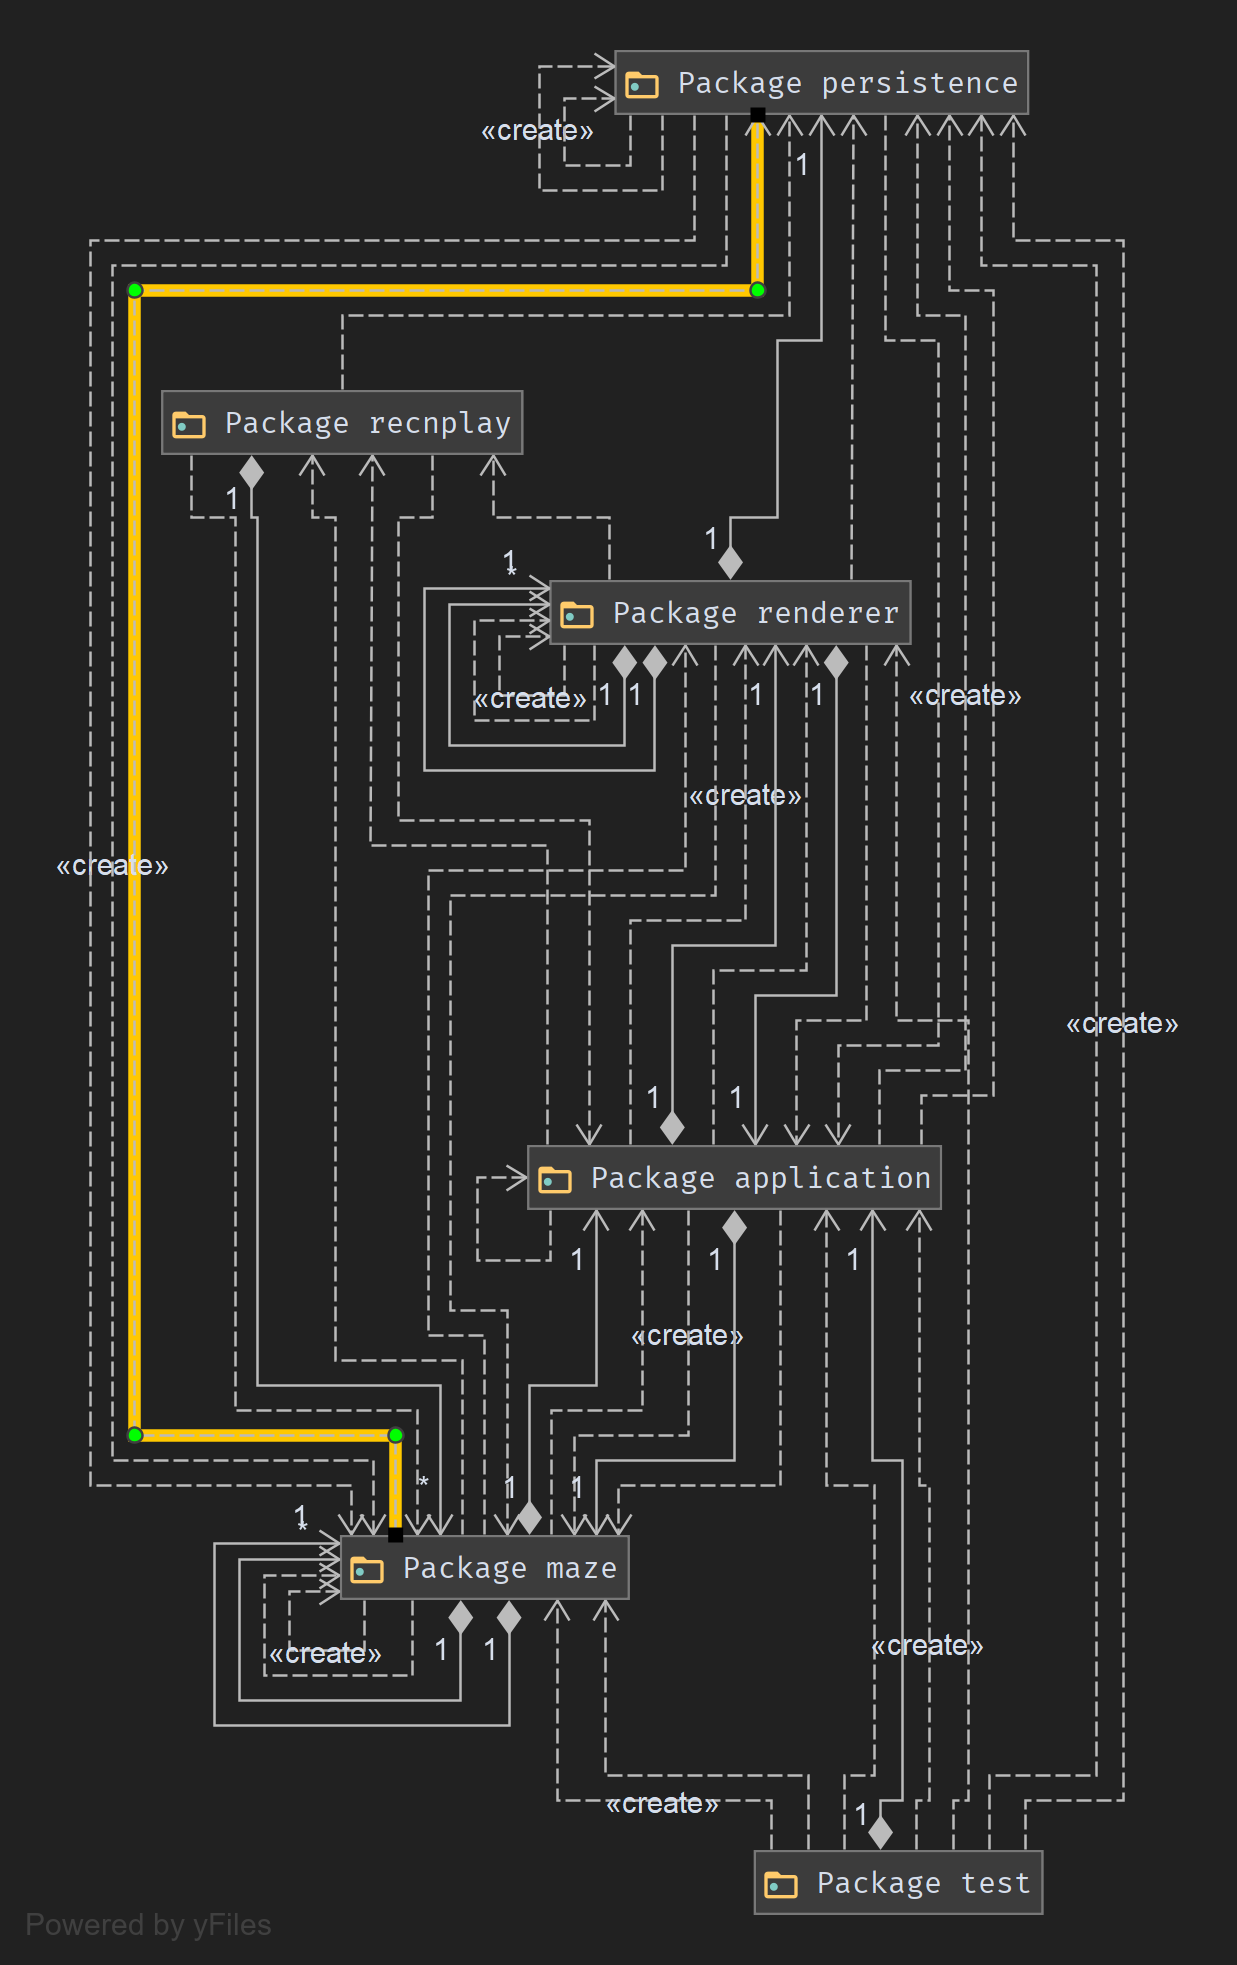 Package persistence
«create»
1
Package recnplay
1
1
1
*
Package renderer
«create»
1
1
1
1
«create»
«create»
«create»
«create»
1
1
Package application
1
1
1
«create»
*
1
1
1
*
Package maze
«create»
1
1
«create»
«create»
1
Package test
Powered by yFiles